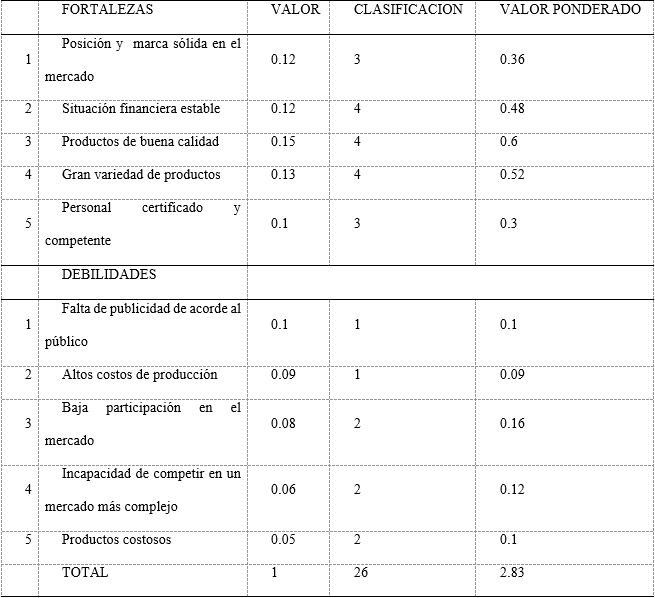 FORTALEZAS VALOR CLASIFICACION VALOR PONDERADO
1 Posición y marca sólida en el mercado 0.12 3 0.36
2 Situación financiera estable 0.12 4 0.48
3 Productos de buena calidad 0.15 4 0.6
4 Gran variedad de productos 0.13 4 0.52
5 Personal certificado y competente 0.1 3 0.3
DEBILIDADES
1 Falta de publicidad de acorde al público 0.1 1 0.1
2 Altos costos de producción 0.09 1 0.09
3 Baja participación en el mercado 0.08 2 0.16
4 Incapacidad de competir en un mercado más complejo 0.06 2 0.12
5 Productos costosos 0.05 2 0.1
TOTAL 1 26 2.83